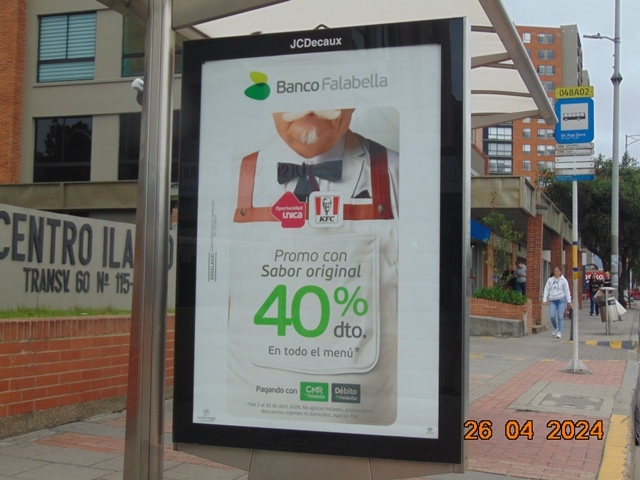 JCDecaux
Banco Falabella
Oportunidad
única
KFC
Promo con
Sabor original
40%
dto.
En todo el menú*
Pagando con
CMR
Débito
VIGILADO
CENTRO ILA
TRANSV. 60 Nº 115-
048A02
26 04 2024